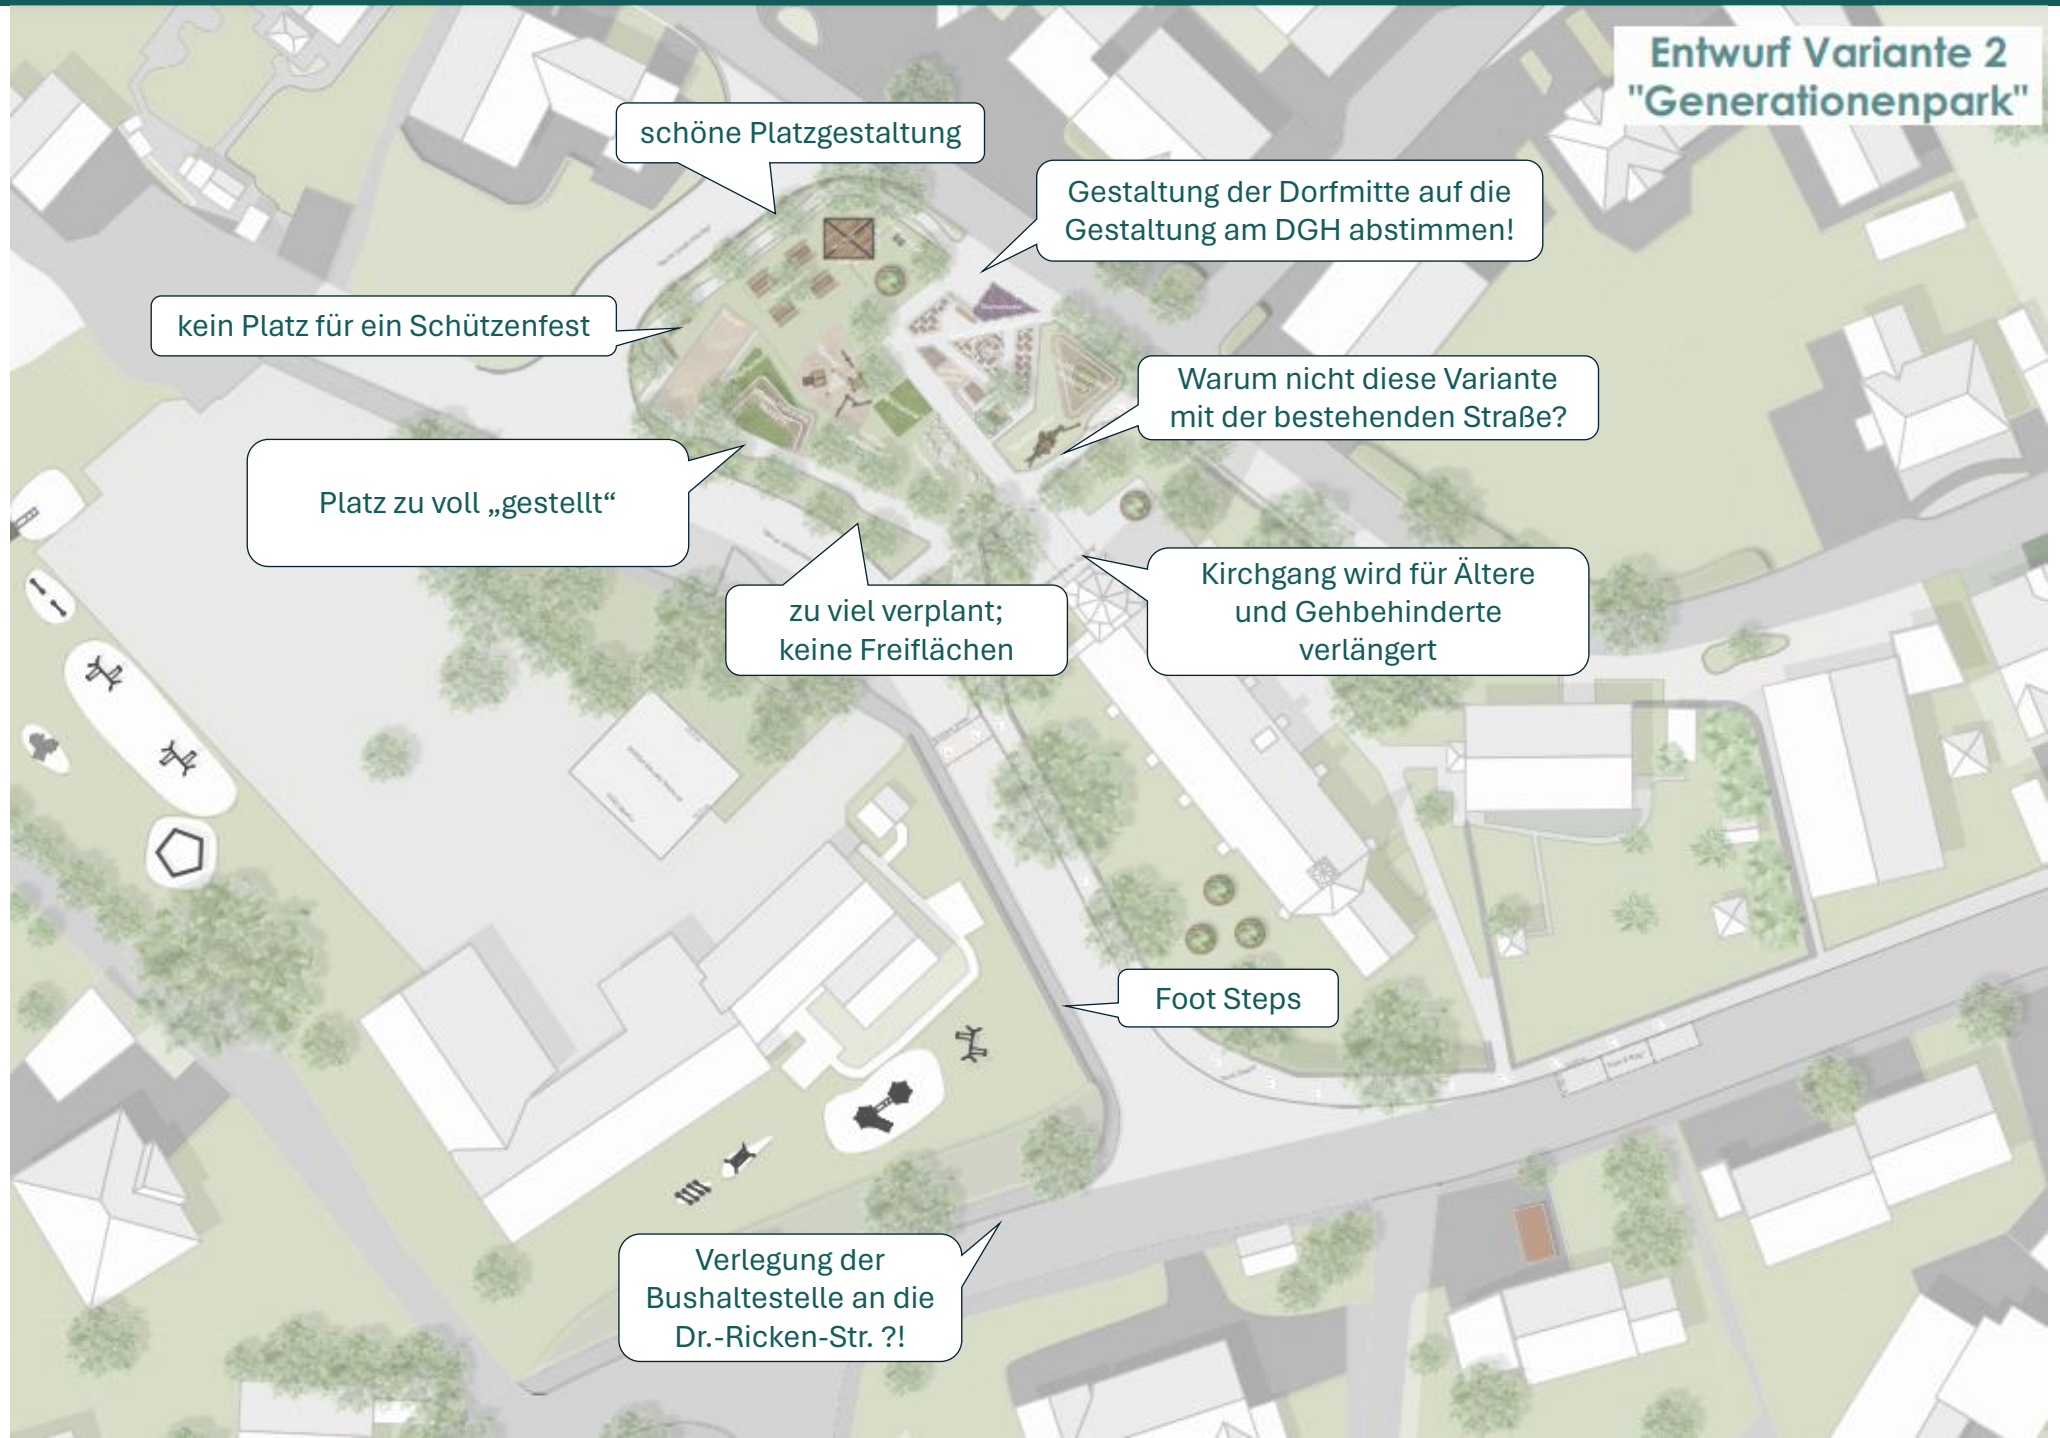 Entwurf Variante 2
"Generationenpark"
schöne Platzgestaltung
Gestaltung der Dorfmitte auf die
Gestaltung am DGH abstimmen!
kein Platz für ein Schützenfest
Warum nicht diese Variante
mit der bestehenden Straße?
Platz zu voll „gestellt“
Kirchgang wird für Ältere
und Gehbehinderte
verlängert
zu viel verplant;
keine Freiflächen
Foot Steps
Verlegung der
Bushaltestelle an die
Dr.-Ricken-Str. ?!